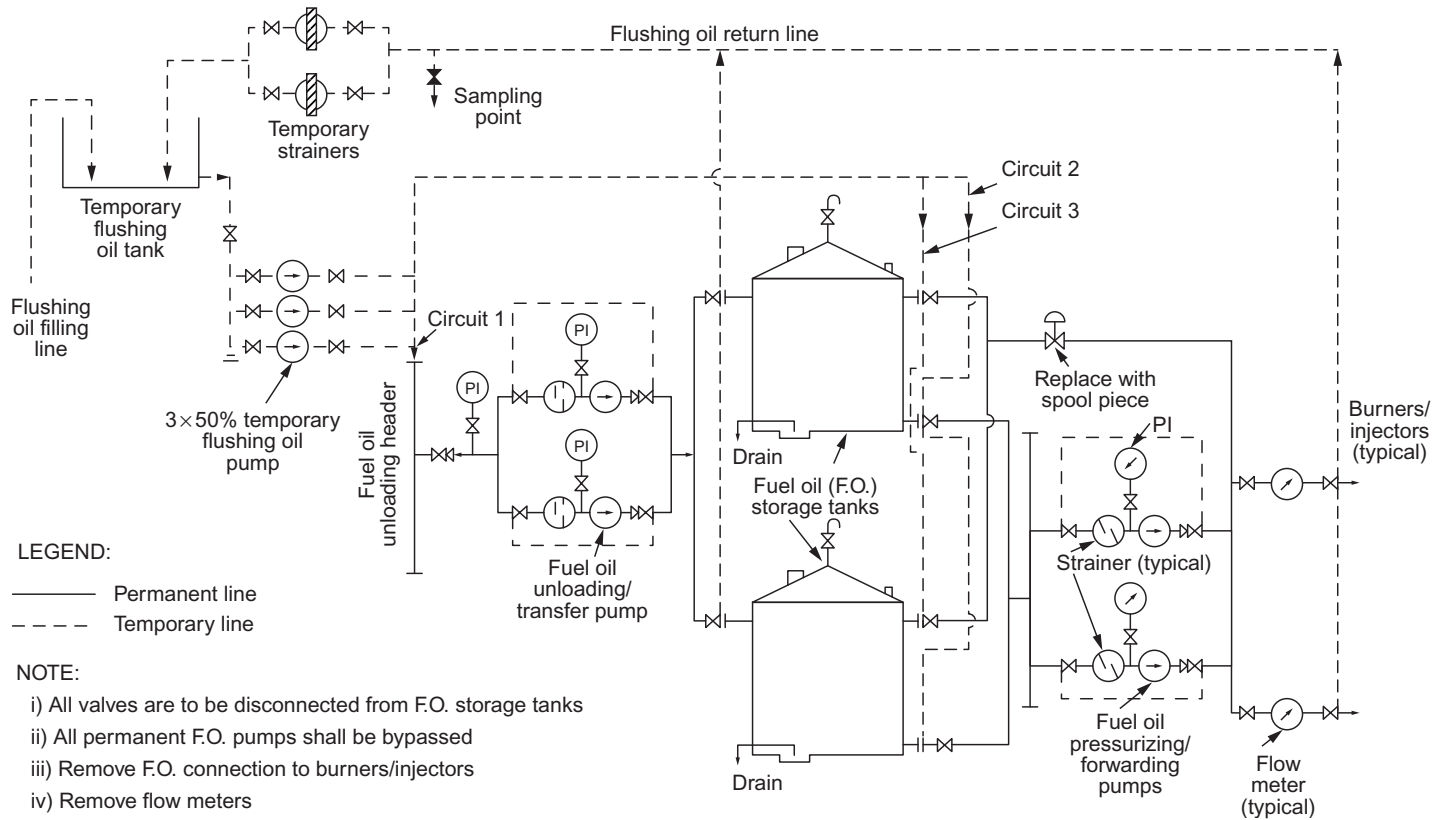 Flushing oil return line
Sampling
point
Temporary
strainers
Temporary
flushing
oil tank
Flushing
oil filling
line
3×50% temporary
flushing oil
pump
Circuit 1
Circuit 2
Circuit 3
Fuel oil
unloading header
PI
PI
PI
Fuel oil
unloading/
transfer pump
Drain
Fuel oil (F.O.)
storage tanks
Drain
Replace with
spool piece
PI
Strainer (typical)
Fuel oil
pressurizing/
forwarding
pumps
Burners/
injectors
(typical)
Flow
meter
(typical)
LEGEND:
Permanent line
Temporary line
NOTE:
i) All valves are to be disconnected from F.O. storage tanks
ii) All permanent F.O. pumps shall be bypassed
iii) Remove F.O. connection to burners/injectors
iv) Remove flow meters